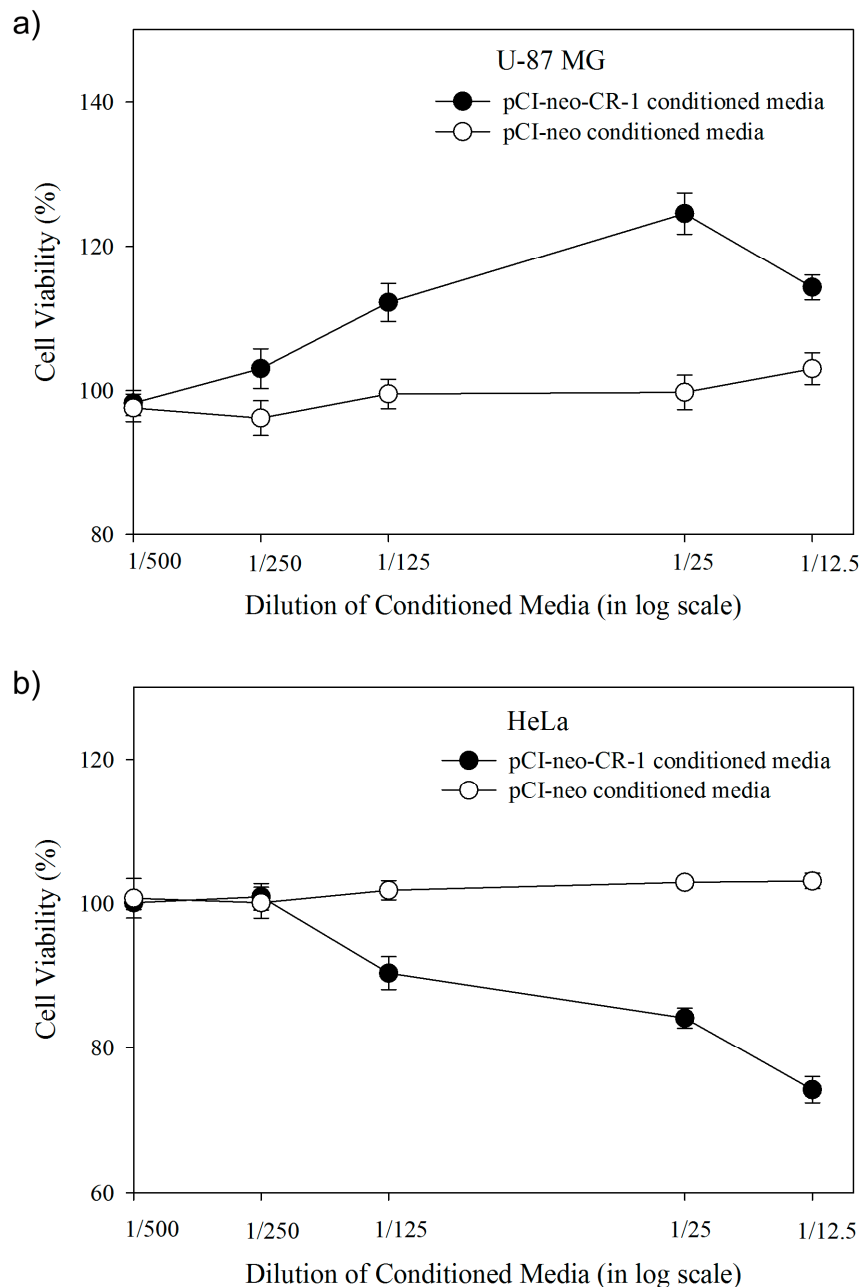 a)
U-87 MG
pCI-neo-CR-1 conditioned media
pCI-neo conditioned media
Cell Viability (%)
140
120
100
80
1/500
1/250
1/125
1/25
1/12.5
Dilution of Conditioned Media (in log scale)
b)
HeLa
pCI-neo-CR-1 conditioned media
pCI-neo conditioned media
Cell Viability (%)
120
100
80
60
1/500
1/250
1/125
1/25
1/12.5
Dilution of Conditioned Media (in log scale)